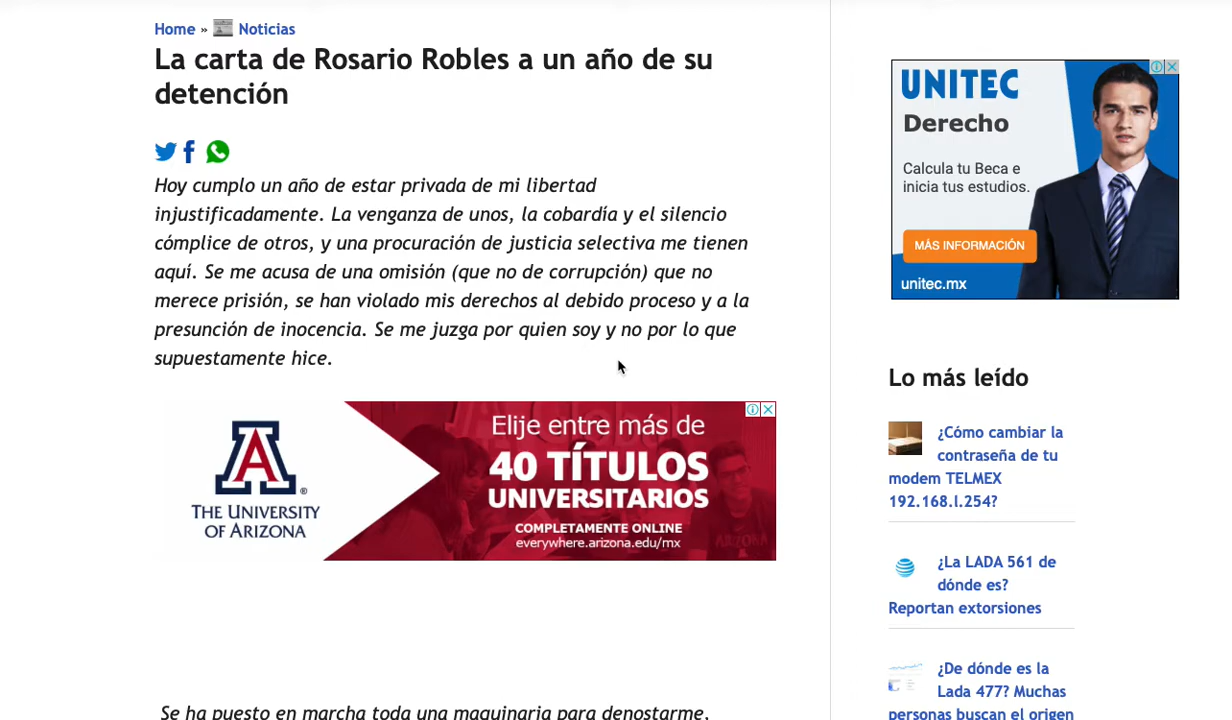 Home » Noticias
La carta de Rosario Robles a un año de su
detención
Hoy cumplo un año de estar privada de mi libertad
injustificadamente. La venganza de unos, la cobardía y el silencio
cómplice de otros, y una procuración de justicia selectiva me tienen
aquí. Se me acusa de una omisión (que no de corrupción) que no
merece prisión, se han violado mis derechos al debido proceso y a la
presunción de inocencia. Se me juzga por quien soy y no por lo que
supuestamente hice.
A
THE UNIVERSITY
OF ARIZONA
®
Elije entre más de
40 TÍTULOS
UNIVERSITARIOS
COMPLETAMENTE ONLINE
everywhere.arizona.edu/mx
Se ha puesto en marcha toda una maquinaria para denostarme,
UNITEC
Derecho
Calcula tu Beca e
inicia tus estudios.
MÁS INFORMACIÓN
unitec.mx
Lo más leído
¿Cómo cambiar la
contraseña de tu
modem TELMEX
192.168.l.254?
¿La LADA 561 de
dónde es?
Reportan extorsiones
¿De dónde es la
Lada 477? Muchas
personas buscan el origen